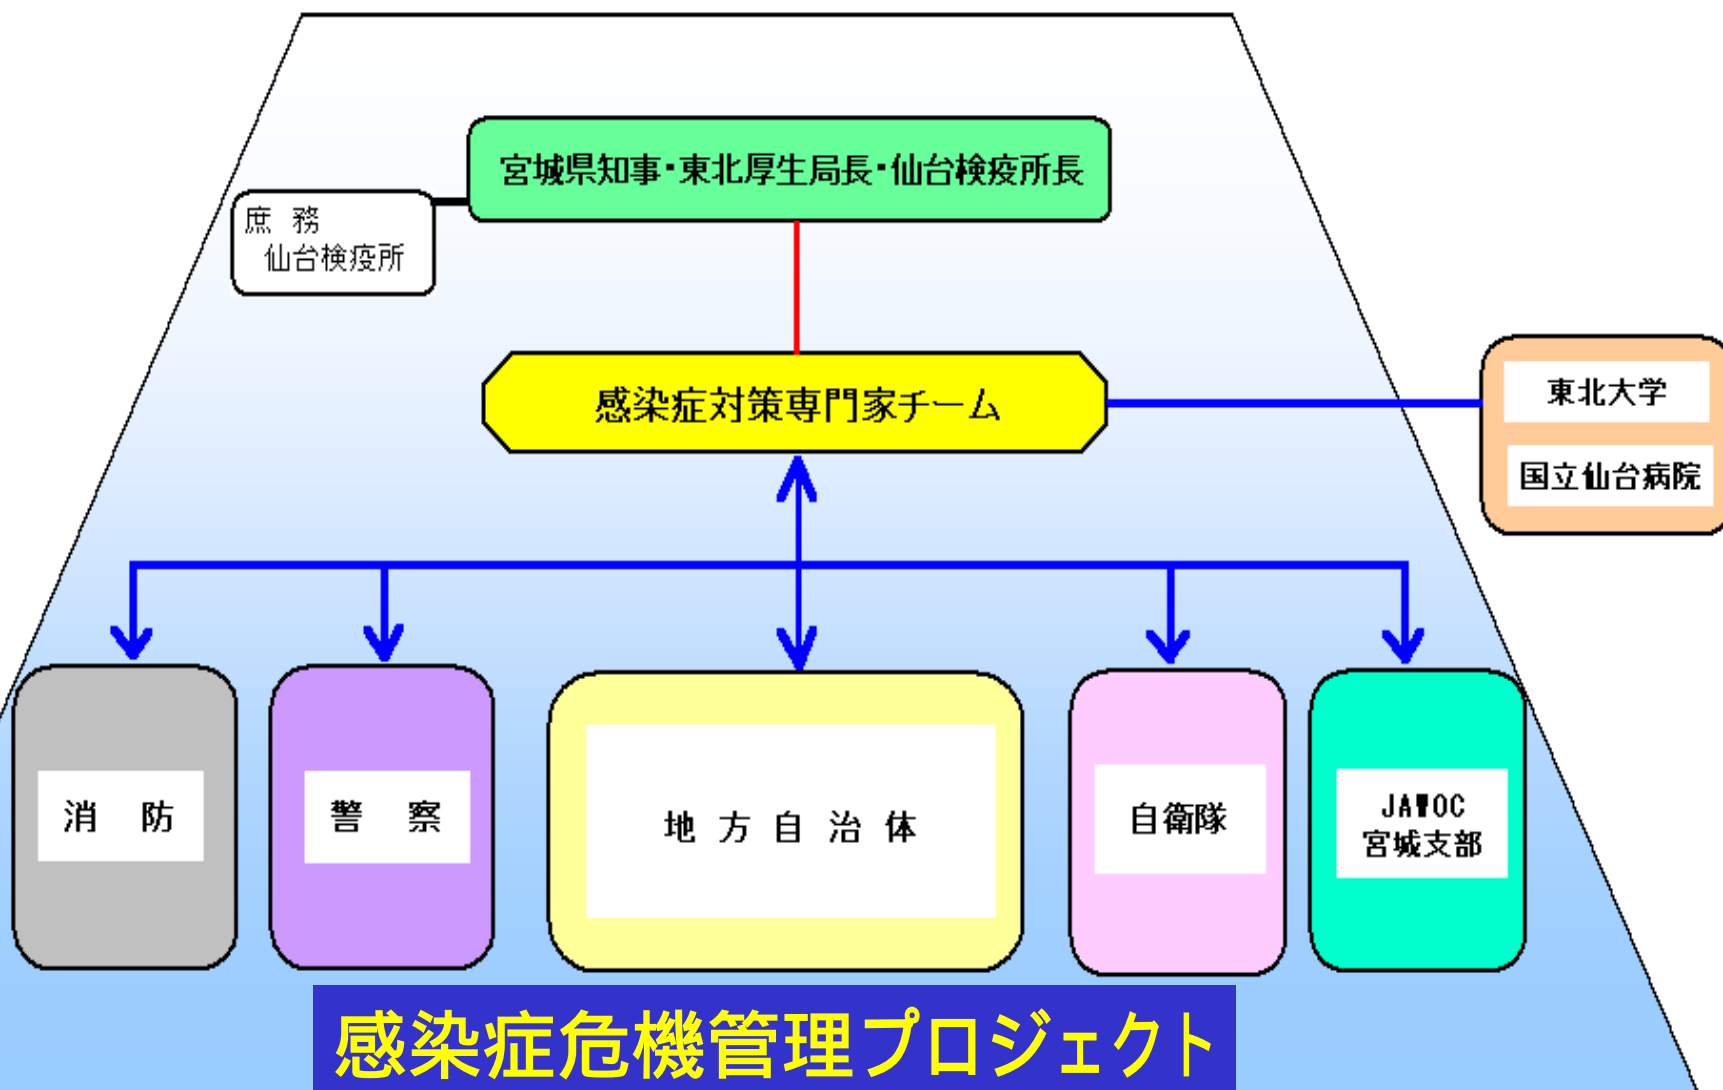 宮城県知事・東北厚生局長・仙台検疫所長
庶 務
仙台検疫所
感染症対策専門家チーム
東北大学
国立仙台病院
消 防
警 察
地 方 自 治 体
自衛隊
JAWOC
宮城支部
感染症危機管理プロジェクト